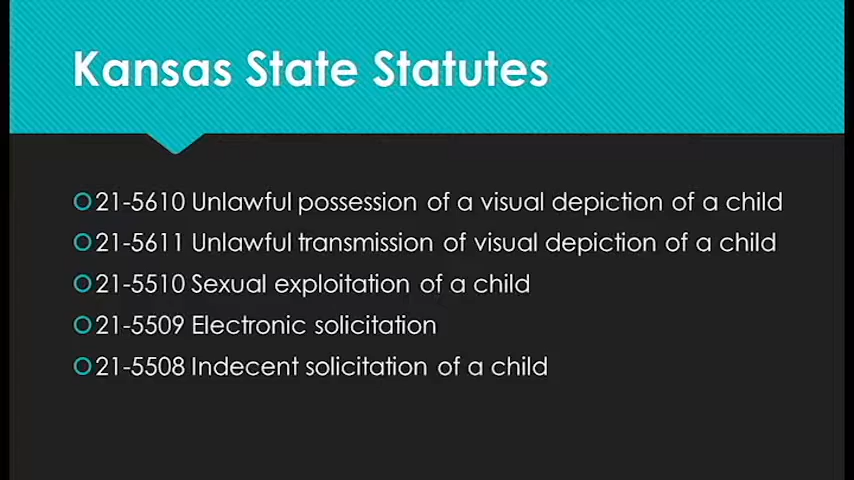 Kansas State Statutes
21-5610 Unlawful possession of a visual depiction of a child
21-5611 Unlawful transmission of visual depiction of a child
21-5510 Sexual exploitation of a child
21-5509 Electronic solicitation
21-5508 Indecent solicitation of a child